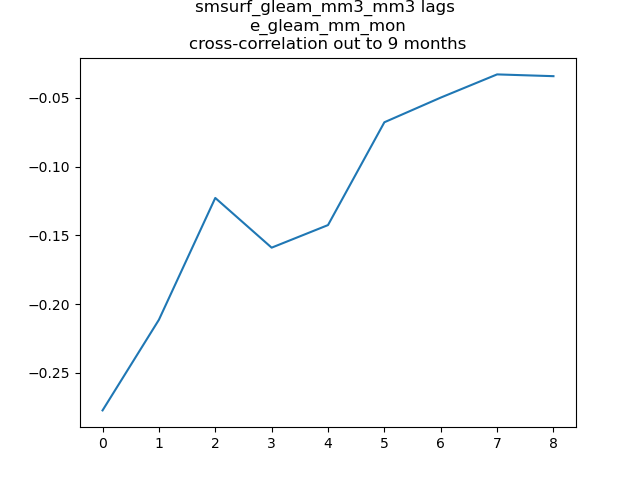 smsurf_gleam_mm3_mm3 lags
e_gleam_mm_mon
cross-correlation out to 9 months
−0.05
−0.10
−0.15
−0.20
−0.25
0 1 2 3 4 5 6 7 8